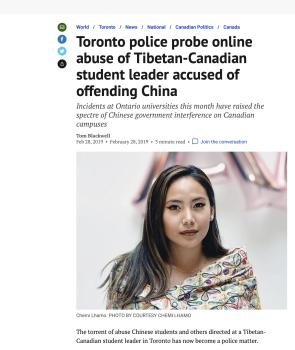 World / Toronto / News / National / Canadian Politics / Canada
Toronto police probe online
abuse of Tibetan-Canadian
student leader accused of
offending China
Incidents at Ontario universities this month have raised the
spectre of Chinese government interference on Canadian
campuses
Tom Blackwell
Feb 28, 2019 • February 28, 2019 • 5 minute read • Join the conversation
Chemi Lhamo. PHOTO BY COURTESY CHEMI LHAMO
The torrent of abuse Chinese students and others directed at a Tibetan-
Canadian student leader in Toronto has now become a police matter.